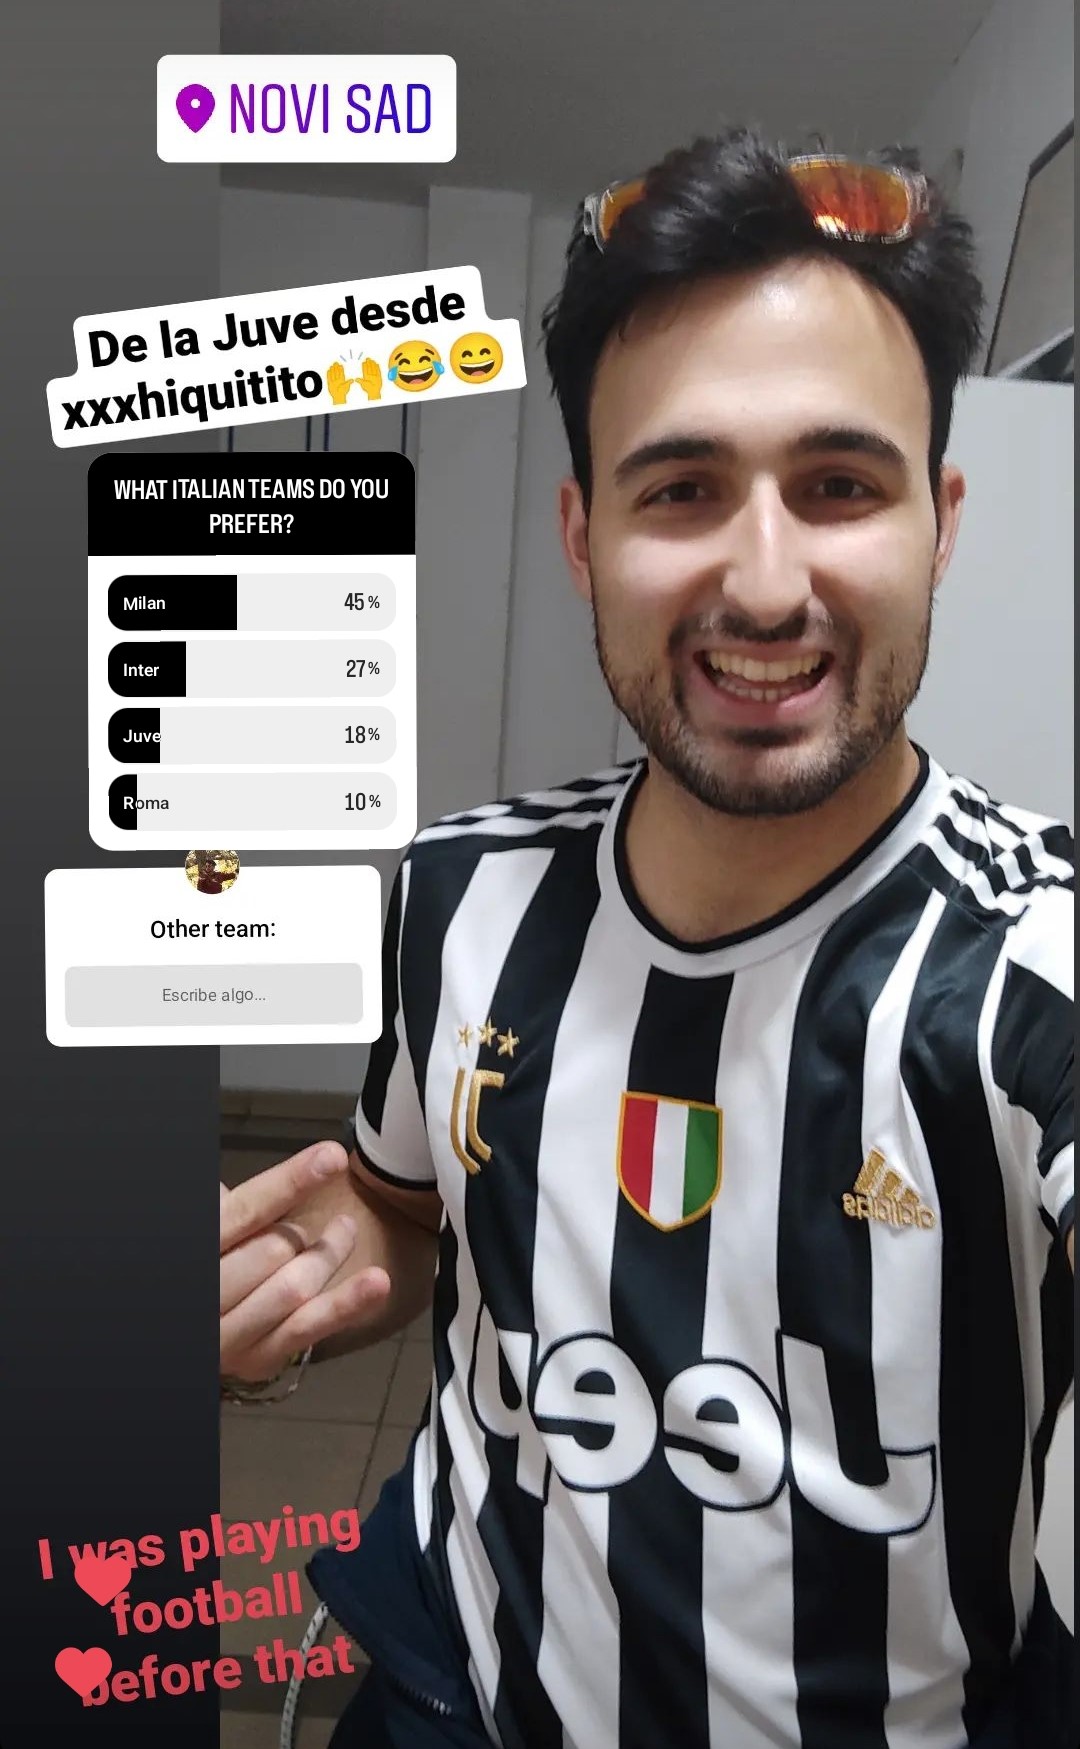 NOVI SAD
De la Juve desde
xxxhiquitito🙌😂😄
WHAT ITALIAN TEAMS DO YOU
PREFER?
Milan 45%
Inter 27%
Juve 18%
Roma 10%
Other team:
Escribe algo...
adidas
Jeep
I was playing
football
before that